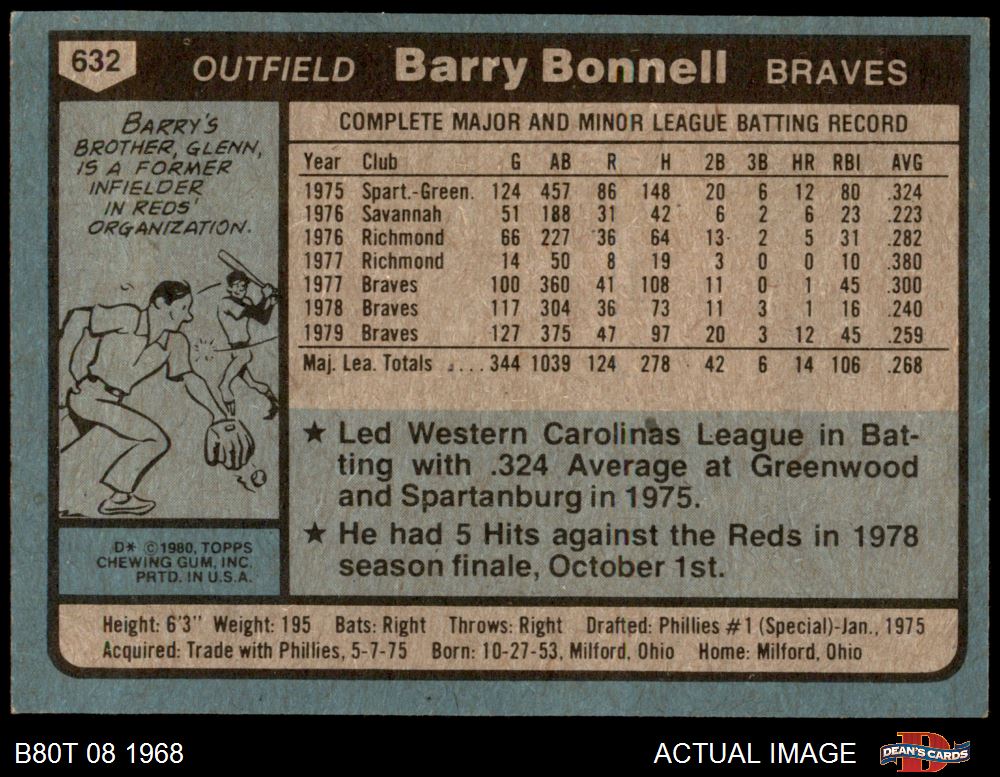 632 OUTFIELD Barry Bonnell BRAVES
BARRY'S
BROTHER, GLENN,
IS A FORMER
INFIELDER
IN REDS'
ORGANIZATION.
COMPLETE MAJOR AND MINOR LEAGUE BATTING RECORD
Year Club G AB R H 2B 3B HR RBI AVG
1975 Spart.-Green. 124 457 86 148 20 6 12 80 .324
1976 Savannah 51 188 31 42 6 2 6 23 .223
1976 Richmond 66 227 36 64 13 2 5 31 .282
1977 Richmond 14 50 8 19 3 0 0 10 .380
1977 Braves 100 360 41 108 11 0 1 45 .300
1978 Braves 117 304 36 73 11 3 1 16 .240
1979 Braves 127 375 47 97 20 3 12 45 .259
Maj. Lea. Totals .... 344 1039 124 278 42 6 14 106 .268
★ Led Western Carolinas League in Bat-
ting with .324 Average at Greenwood
and Spartanburg in 1975.
★ He had 5 Hits against the Reds in 1978
season finale, October 1st.
D* ©1980, TOPPS
CHEWING GUM, INC.
PRTD. IN U.S.A.
Height: 6'3" Weight: 195 Bats: Right Throws: Right Drafted: Phillies #1 (Special)-Jan., 1975
Acquired: Trade with Phillies, 5-7-75 Born: 10-27-53, Milford, Ohio Home: Milford, Ohio
B80T 08 1968 ACTUAL IMAGE DEAN'S CARDS